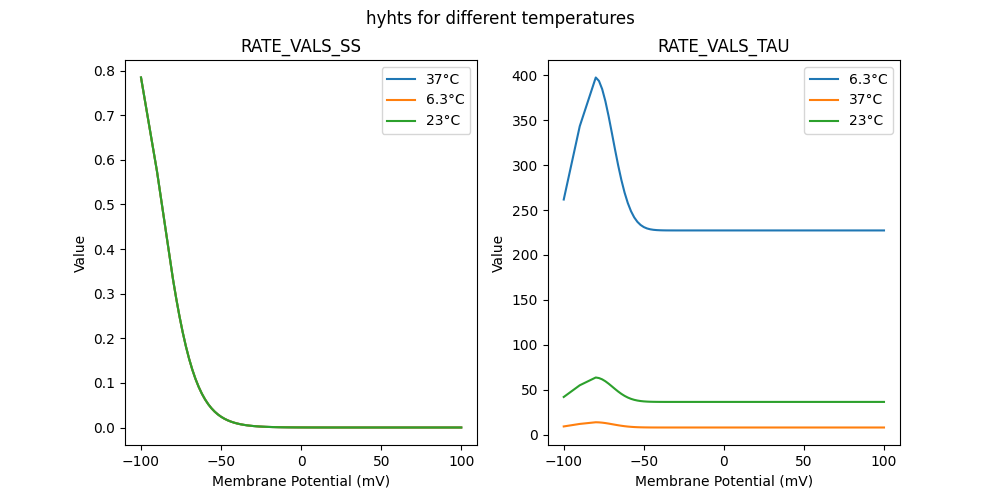 hyhts for different temperatures
RATE_VALS_SS
RATE_VALS_TAU
37°C
6.3°C
23°C
6.3°C
37°C
23°C
Value
0.8
0.7
0.6
0.5
0.4
0.3
0.2
0.1
0.0
−100
−50
0
50
100
Membrane Potential (mV)
Value
400
350
300
250
200
150
100
50
0
−100
−50
0
50
100
Membrane Potential (mV)